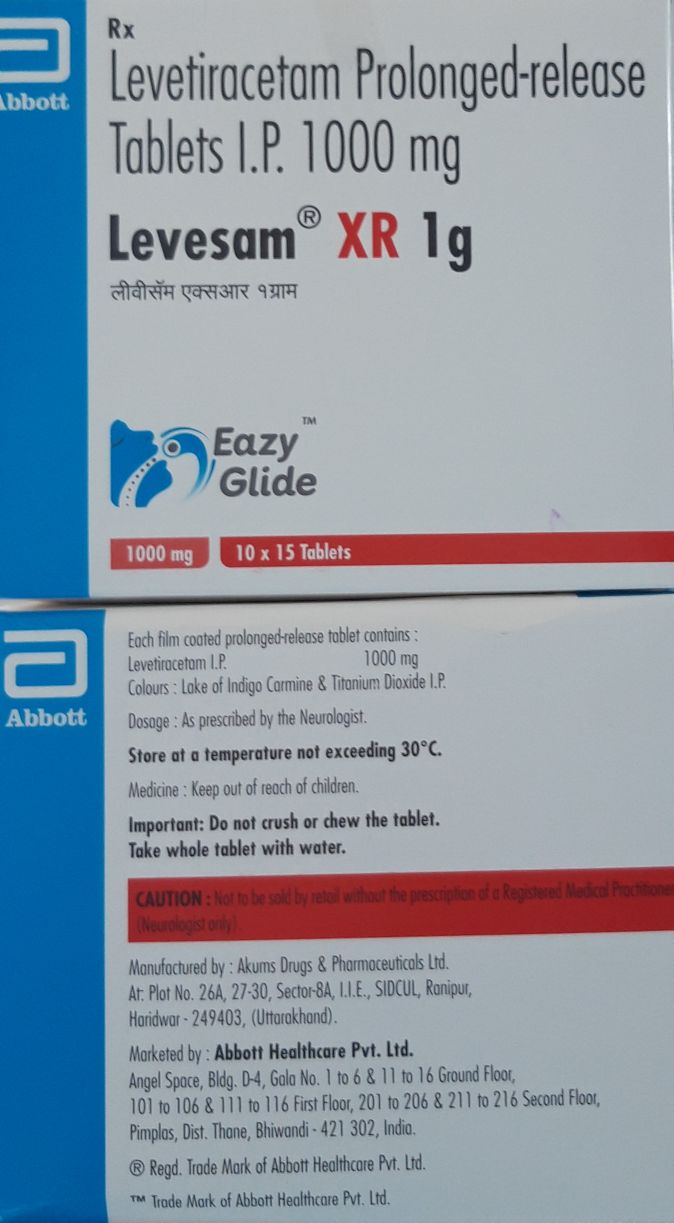 Abbott
Rx
Levetiracetam Prolonged-release
Tablets I.P. 1000 mg
Levesam® XR 1g
लीवीसॅम एक्सआर १ग्राम
Eazy™
Glide
1000 mg
10 x 15 Tablets
Abbott
Each film coated prolonged-release tablet contains :
Levetiracetam I.P. 1000 mg
Colours : Lake of Indigo Carmine & Titanium Dioxide I.P.
Dosage : As prescribed by the Neurologist.
Store at a temperature not exceeding 30°C.
Medicine : Keep out of reach of children.
Important: Do not crush or chew the tablet.
Take whole tablet with water.
CAUTION : Not to be sold by retail without the prescription of a Registered Medical Practitioner
(Neurologist only).
Manufactured by : Akums Drugs & Pharmaceuticals Ltd.
At: Plot No. 26A, 27-30, Sector-8A, I.I.E., SIDCUL, Ranipur,
Haridwar - 249403, (Uttarakhand).
Marketed by : Abbott Healthcare Pvt. Ltd.
Angel Space, Bldg. D-4, Gala No. 1 to 6 & 11 to 16 Ground Floor,
101 to 106 & 111 to 116 First Floor, 201 to 206 & 211 to 216 Second Floor,
Pimplas, Dist. Thane, Bhiwandi - 421 302, India.
® Regd. Trade Mark of Abbott Healthcare Pvt. Ltd.
™ Trade Mark of Abbott Healthcare Pvt. Ltd.